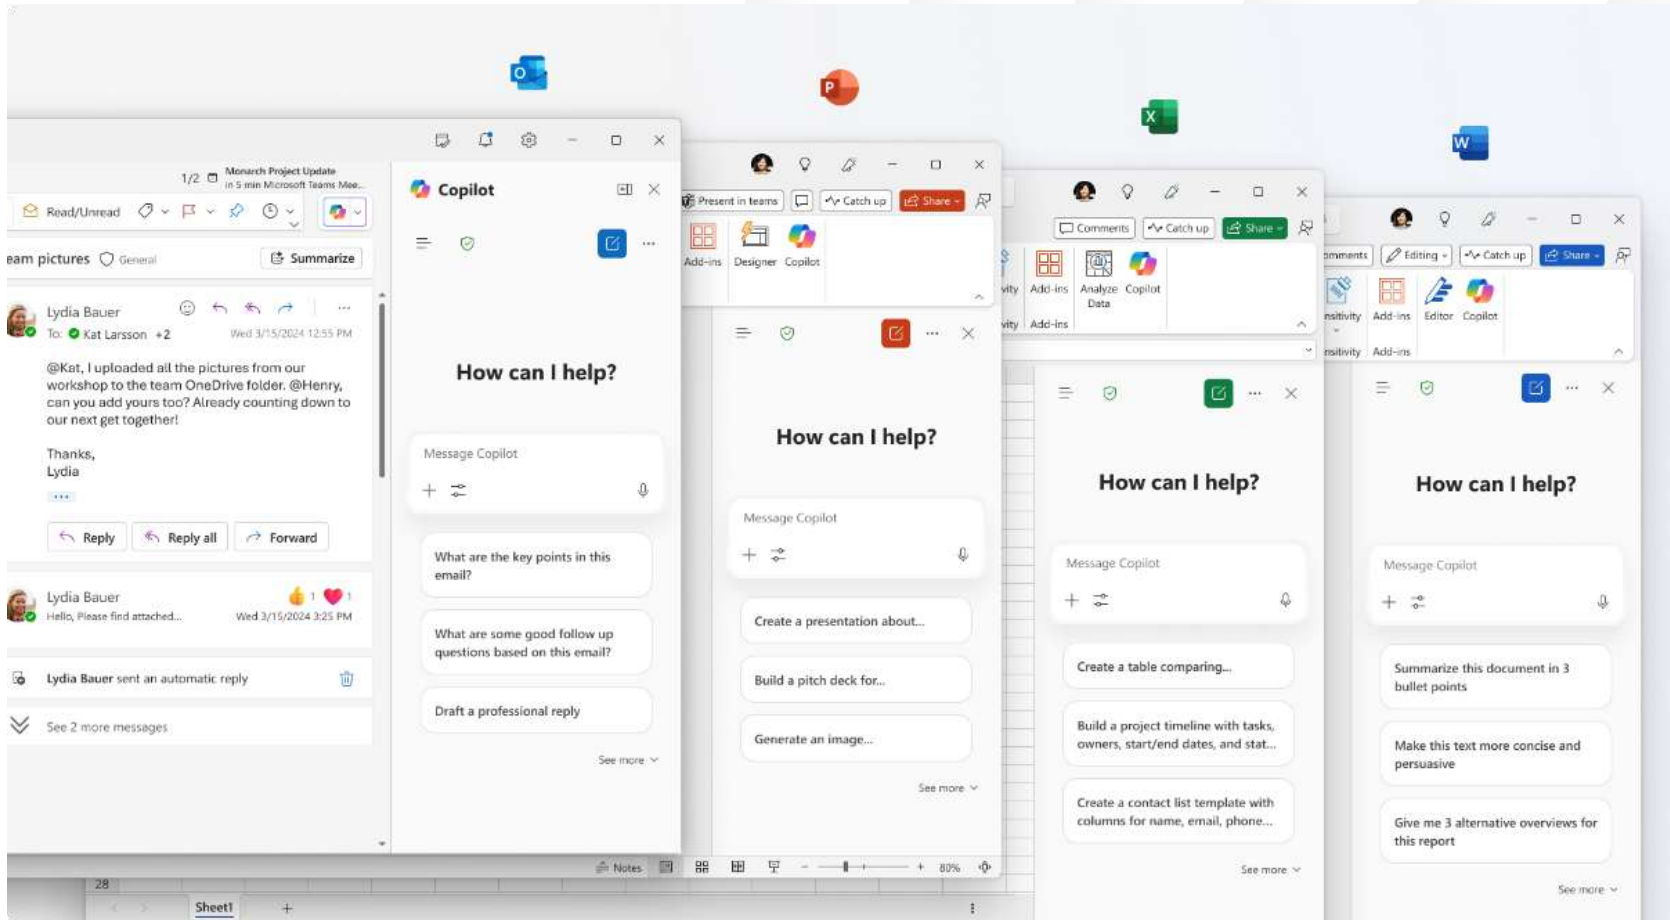 O
P
X
W
1/2
Monarch Project Update
in 5 min Microsoft Teams Mee...
Read/Unread
eam pictures
General
Summarize
Lydia Bauer
To: Kat Larsson +2
Wed 3/15/2024 12:55 PM
@Kat, I uploaded all the pictures from our
workshop to the team OneDrive folder. @Henry,
can you add yours too? Already counting down to
our next get together!
Thanks,
Lydia
Reply
Reply all
Forward
Lydia Bauer
👍 1 ❤️ 1
Hello, Please find attached...
Wed 3/15/2024 3:25 PM
Lydia Bauer sent an automatic reply
See 2 more messages
Copilot
How can I help?
Message Copilot
What are the key points in this
email?
What are some good follow up
questions based on this email?
Draft a professional reply
See more
Present in teams
Catch up
Share
Add-ins
Designer
Copilot
How can I help?
Message Copilot
Create a presentation about...
Build a pitch deck for...
Generate an image...
See more
Notes
80%
Comments
Catch up
Share
vity
Add-ins
Analyze
Data
Copilot
vity
Add-ins
How can I help?
Message Copilot
Create a table comparing...
Build a project timeline with tasks,
owners, start/end dates, and stat...
Create a contact list template with
columns for name, email, phone...
See more
28
Sheet1
omments
Editing
Catch up
Share
nsitivity
Add-ins
Editor
Copilot
nsitivity
Add-ins
How can I help?
Message Copilot
Summarize this document in 3
bullet points
Make this text more concise and
persuasive
Give me 3 alternative overviews for
this report
See more